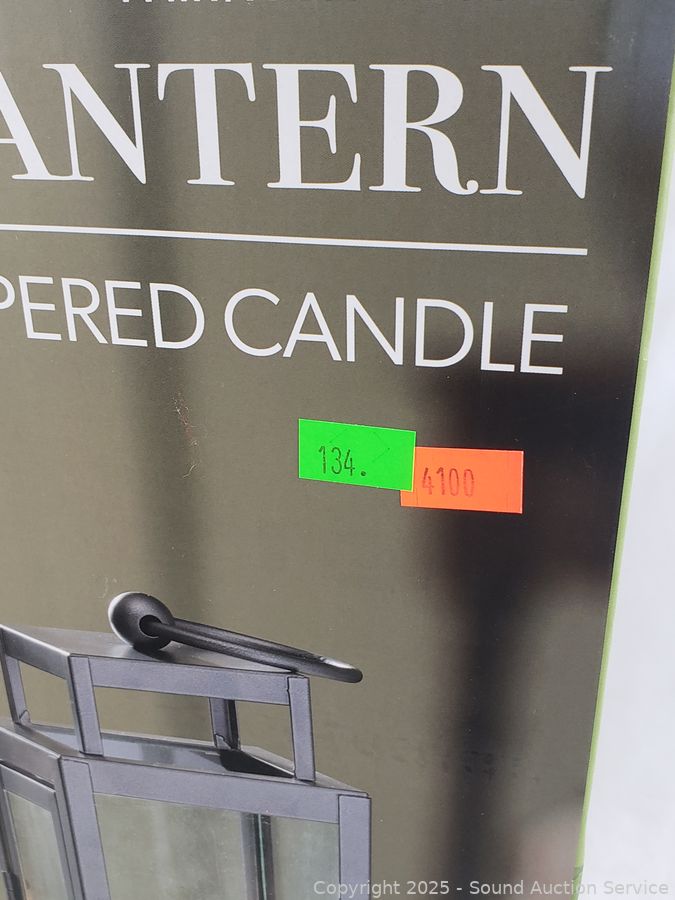 ANTERN
PERED CANDLE
134.
4100
Copyright 2025 - Sound Auction Service